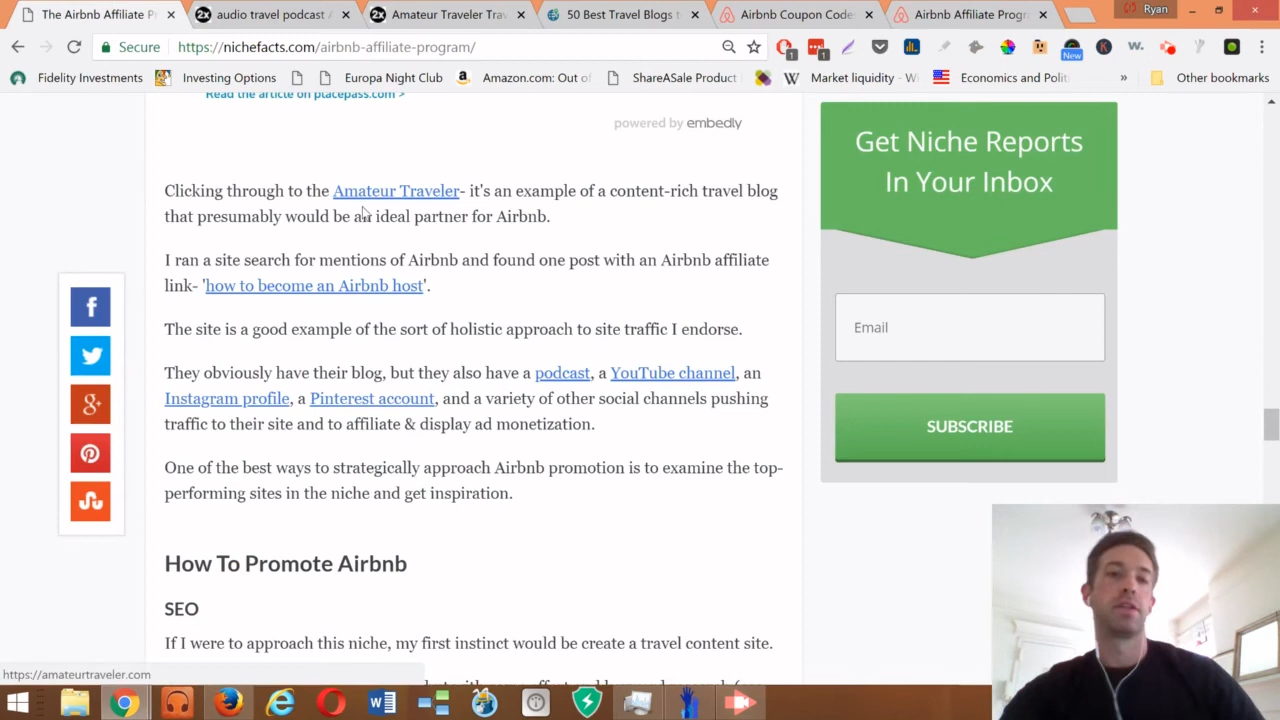 The Airbnb Affiliate P
audio travel podcast
Amateur Traveler Trav
50 Best Travel Blogs to
Airbnb Coupon Code
Airbnb Affiliate Progr
Ryan
Secure
https://nichefacts.com/airbnb-affiliate-program/
1
1
New
Fidelity Investments
Investing Options
Europa Night Club
Amazon.com: Out of
ShareASale Product
Market liquidity - Wi
Economics and Polit
»
Other bookmarks
Read the article on placepass.com >
powered by embedly
Clicking through to the Amateur Traveler- it's an example of a content-rich travel blog
that presumably would be an ideal partner for Airbnb.
I ran a site search for mentions of Airbnb and found one post with an Airbnb affiliate
link- 'how to become an Airbnb host'.
The site is a good example of the sort of holistic approach to site traffic I endorse.
They obviously have their blog, but they also have a podcast, a YouTube channel, an
Instagram profile, a Pinterest account, and a variety of other social channels pushing
traffic to their site and to affiliate & display ad monetization.
One of the best ways to strategically approach Airbnb promotion is to examine the top-
performing sites in the niche and get inspiration.
How To Promote Airbnb
SEO
If I were to approach this niche, my first instinct would be create a travel content site.
Get Niche Reports
In Your Inbox
Email
SUBSCRIBE
https://amateurtraveler.com